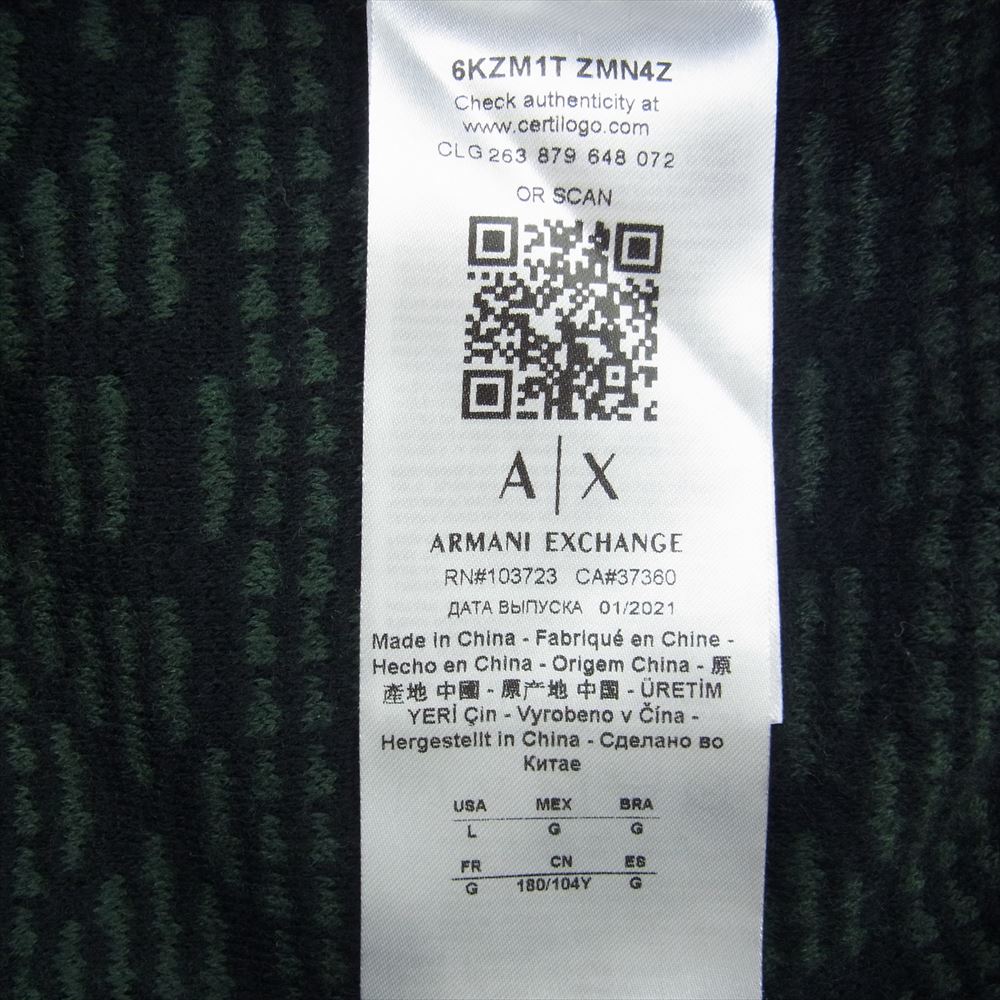 6KZM1T ZMN4Z
Check authenticity at
www.certilogo.com
CLG 263 879 648 072
OR SCAN
A|X
ARMANI EXCHANGE
RN#103723 CA#37360
ДАТА ВЫПУСКА 01/2021
Made in China - Fabriqué en Chine -
Hecho en China - Origem China - 原
產地 中國 - 原产地 中国 - ÜRETİM
YERİ Çin - Vyrobeno v Čína -
Hergestellt in China - Сделано во
Китае
USA MEX BRA
L G G
FR CN ES
G 180/104Y G